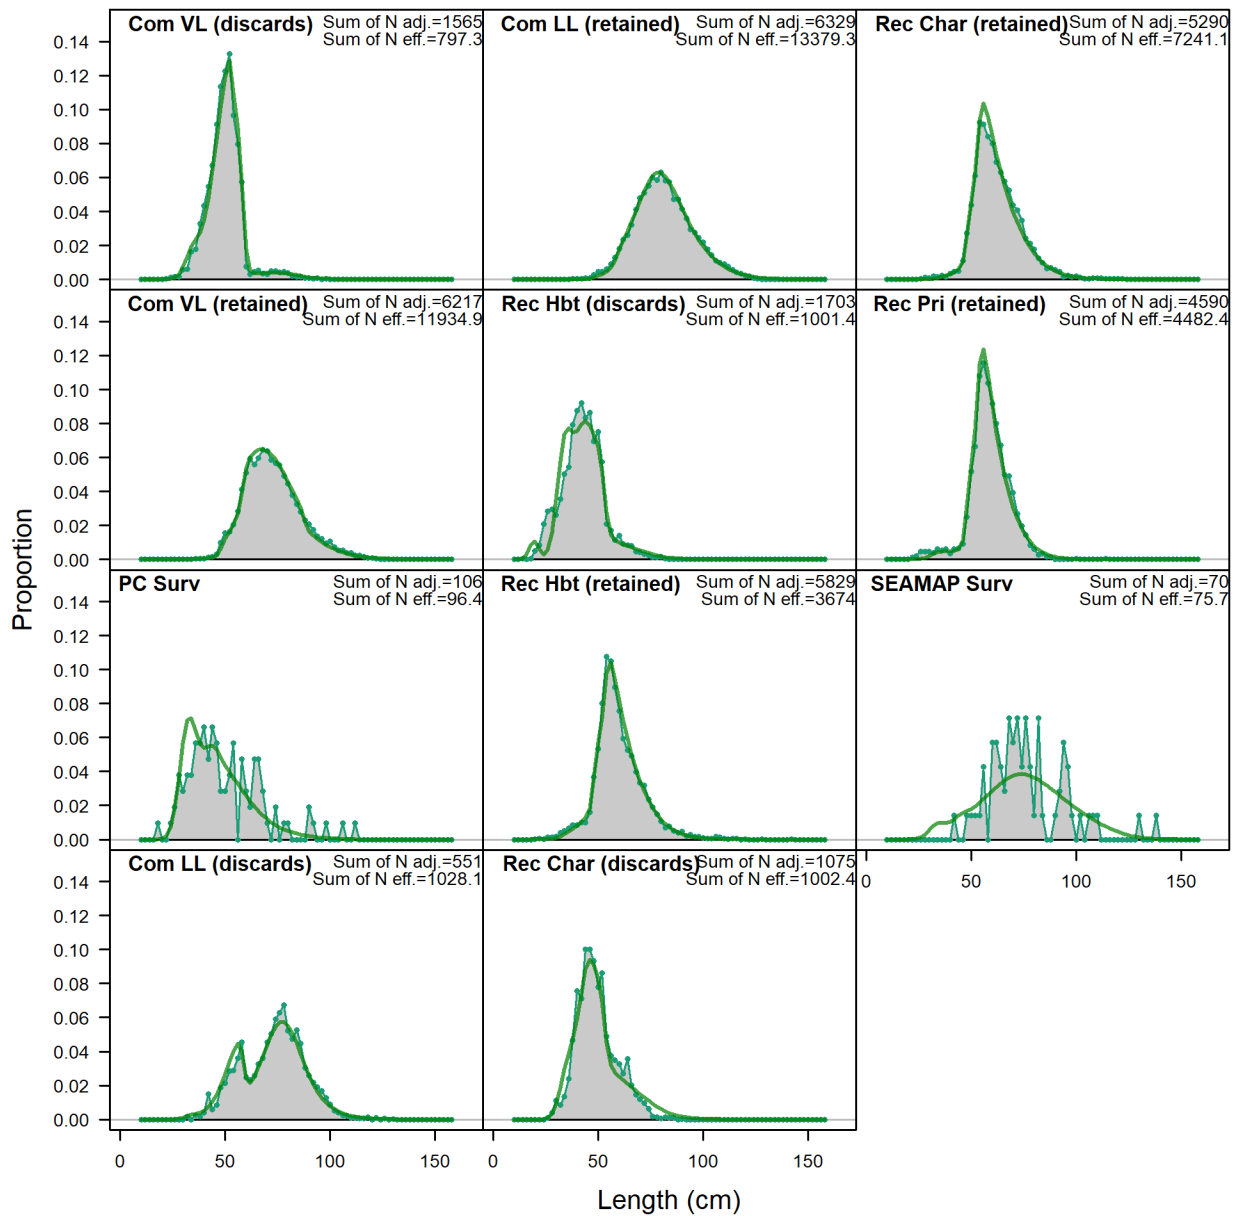 Com VL (discards)
Sum of N adj.=1565
Sum of N eff.=797.3
Com LL (retained)
Sum of N adj.=6329
Sum of N eff.=13379.3
Rec Char (retained)
Sum of N adj.=5290
Sum of N eff.=7241.1
0.14
0.12
0.10
0.08
0.06
0.04
0.02
0.00
Com VL (retained)
Sum of N adj.=6217
Sum of N eff.=11934.9
Rec Hbt (discards)
Sum of N adj.=1703
Sum of N eff.=1001.4
Rec Pri (retained)
Sum of N adj.=4590
Sum of N eff.=4482.4
0.14
0.12
0.10
0.08
0.06
0.04
0.02
0.00
PC Surv
Sum of N adj.=106
Sum of N eff.=96.4
Rec Hbt (retained)
Sum of N adj.=5829
Sum of N eff.=3674
SEAMAP Surv
Sum of N adj.=70
Sum of N eff.=75.7
0.14
0.12
0.10
0.08
0.06
0.04
0.02
0.00
0 50 100 150
Com LL (discards)
Sum of N adj.=551
Sum of N eff.=1028.1
Rec Char (discards)
Sum of N adj.=1075
Sum of N eff.=1002.4
0.14
0.12
0.10
0.08
0.06
0.04
0.02
0.00
0 50 100 150
0 50 100 150
Proportion
Length (cm)